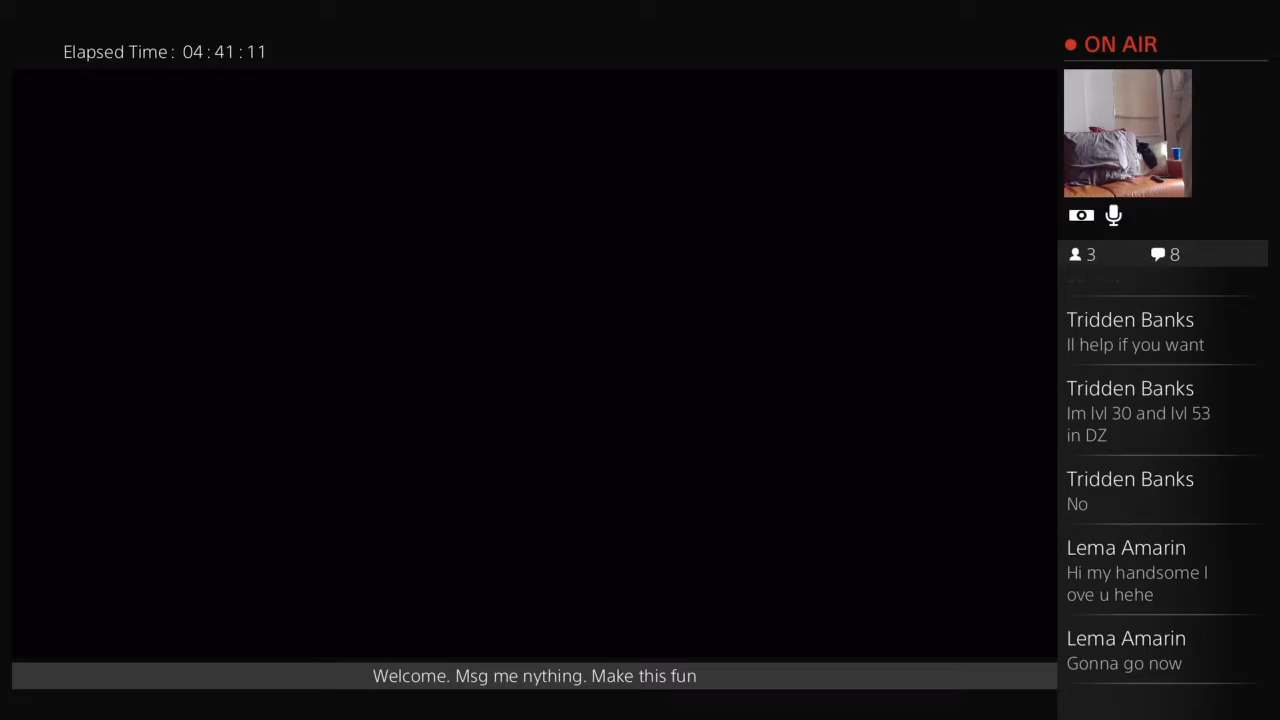 Elapsed Time: 04:41:11
ON AIR
3 8
Tridden Banks
Il help if you want
Tridden Banks
Im lvl 30 and lvl 53
in DZ
Tridden Banks
No
Lema Amarin
Hi my handsome l
ove u hehe
Lema Amarin
Gonna go now
Welcome. Msg me nything. Make this fun